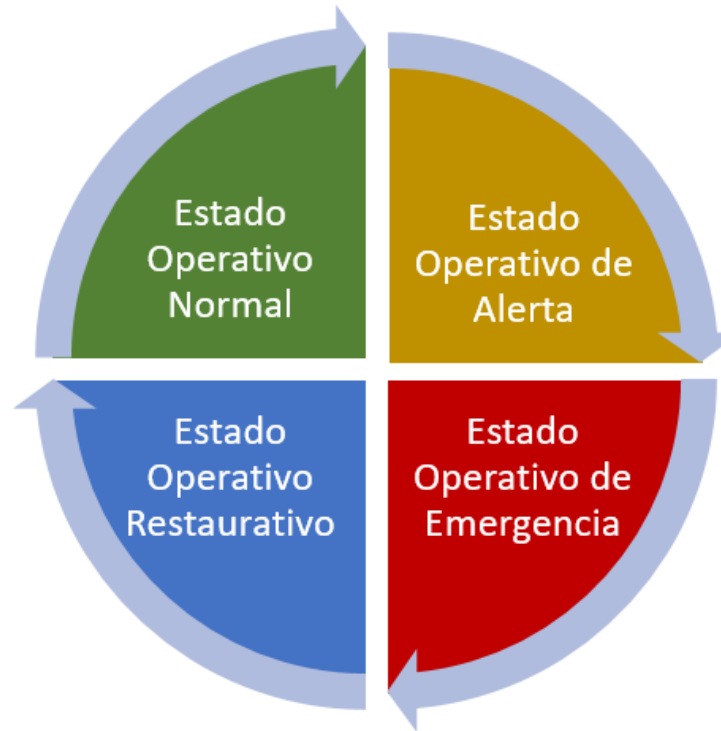 Estado
Operativo
Normal
Estado
Operativo de
Alerta
Estado
Operativo
Restaurativo
Estado
Operativo de
Emergencia